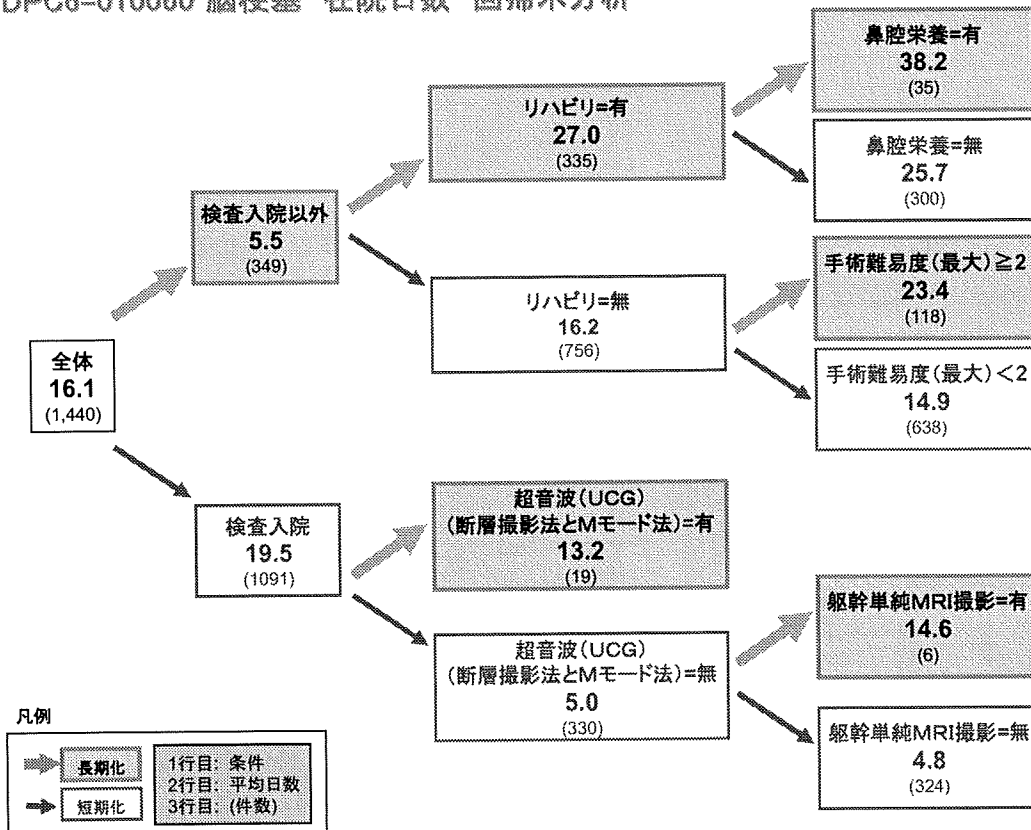 DPC6=010060 脳梗塞 在院日数 回帰木分析
全体
16.1
(1,440)
検査入院以外
5.5
(349)
リハビリ=有
27.0
(335)
鼻腔栄養=有
38.2
(35)
鼻腔栄養=無
25.7
(300)
リハビリ=無
16.2
(756)
手術難易度(最大)≧2
23.4
(118)
手術難易度(最大)<2
14.9
(638)
検査入院
19.5
(1091)
超音波(UCG)
(断層撮影法とMモード法)=有
13.2
(19)
超音波(UCG)
(断層撮影法とMモード法)=無
5.0
(330)
躯幹単純MRI撮影=有
14.6
(6)
躯幹単純MRI撮影=無
4.8
(324)
凡例
長期化
短期化
1行目: 条件
2行目: 平均日数
3行目: (件数)